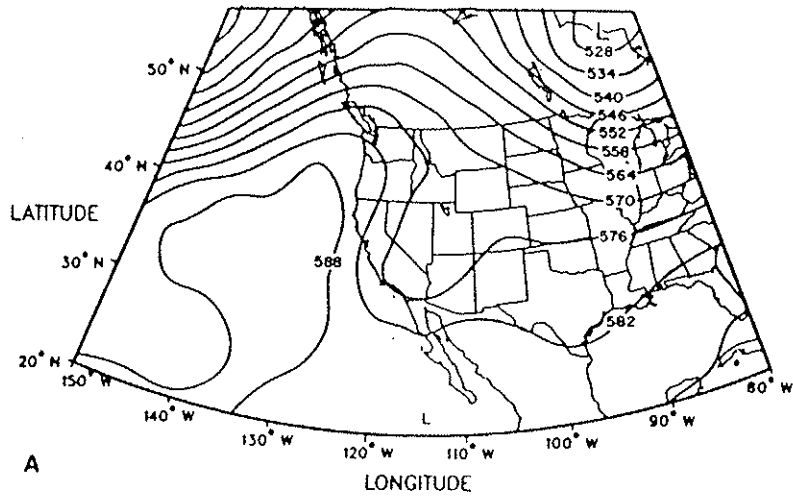 L
528
50° N
534
540
546
552
40° N
558
564
LATITUDE
570
576
30° N
588
582
20° N
150° W
80° W
L
140° W
90° W
130° W
120° W
110° W
100° W
A
LONGITUDE